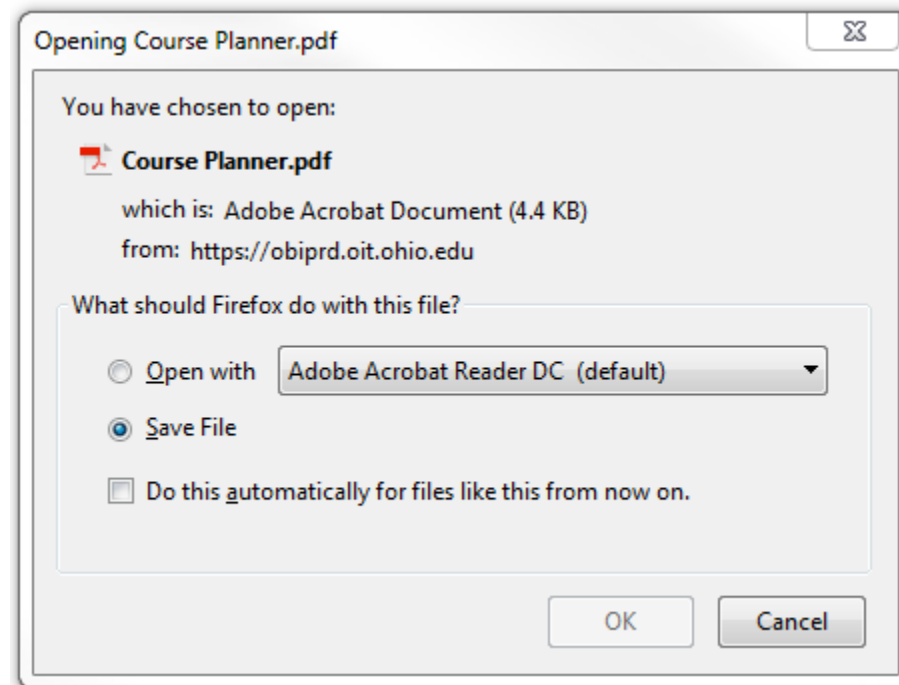 Opening Course Planner.pdf
You have chosen to open:
Course Planner.pdf
which is: Adobe Acrobat Document (4.4 KB)
from: https://obiprd.oit.ohio.edu
What should Firefox do with this file?
Open with Adobe Acrobat Reader DC (default)
Save File
Do this automatically for files like this from now on.
OK Cancel